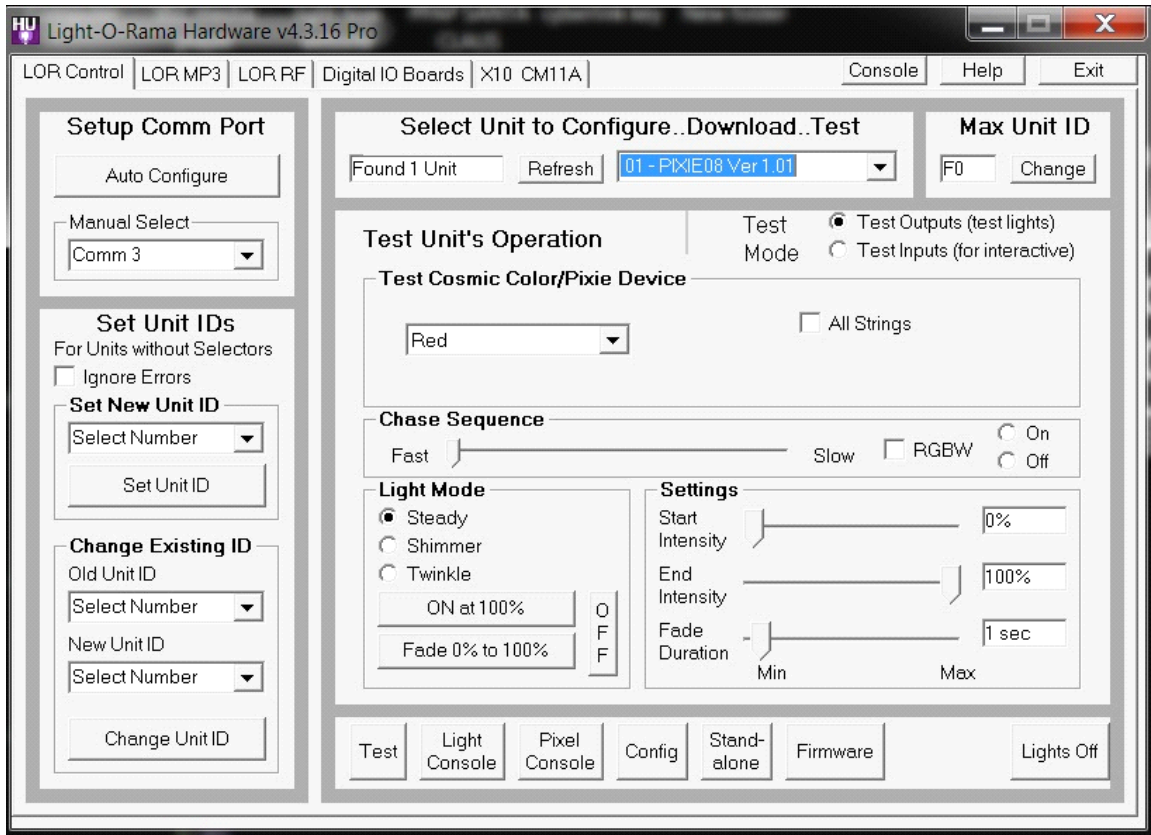 HU Light-O-Rama Hardware v4.3.16 Pro
LOR Control LOR MP3 LOR RF Digital IO Boards X10 CM11A Console Help Exit
Setup Comm Port
Auto Configure
Manual Select
Comm 3
Set Unit IDs
For Units without Selectors
Ignore Errors
Set New Unit ID
Select Number
Set Unit ID
Change Existing ID
Old Unit ID
Select Number
New Unit ID
Select Number
Change Unit ID
Select Unit to Configure..Download..Test
Found 1 Unit Refresh 01 - PIXIE08 Ver 1.01
Max Unit ID
F0 Change
Test Unit's Operation
Test
Mode
Test Outputs (test lights)
Test Inputs (for interactive)
Test Cosmic Color/Pixie Device
Red All Strings
Chase Sequence
Fast Slow RGBW
On
Off
Light Mode
Steady
Shimmer
Twinkle
ON at 100%
Fade 0% to 100%
O
F
F
Settings
Start
Intensity
0%
End
Intensity
100%
Fade
Duration
1 sec
Min Max
Test
Light
Console
Pixel
Console
Config
Stand-
alone
Firmware
Lights Off